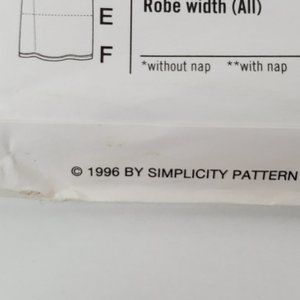 Robe width (All)
E
F
*without nap **with nap
© 1996 BY SIMPLICITY PATTERN